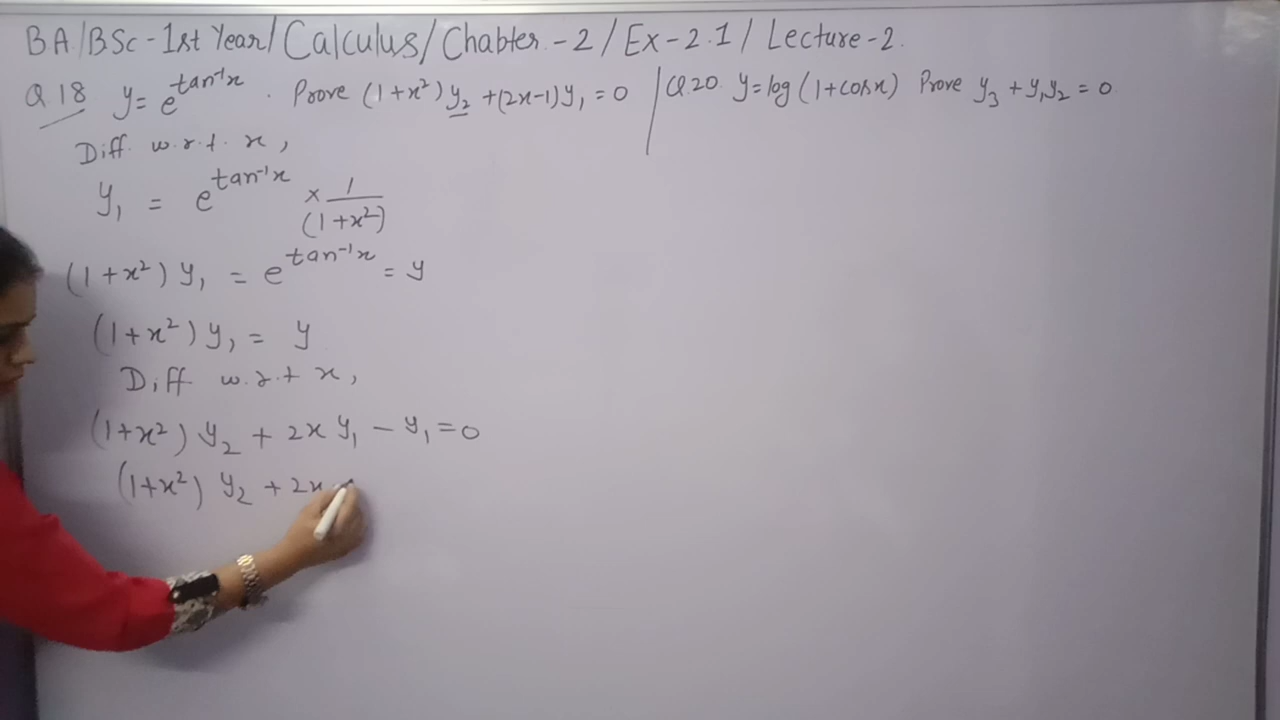 BA/BSc-1st Year/Calculus/Chabter-2/Ex-2.1/Lecture-2.
Q.18 y=e^tan⁻¹x. Prove (1+x²)y₂+(2x-1)y₁=0
Q.20. y=log(1+cosx) Prove y₃+y₁y₂=0
Diff. w.r.t. x,
y₁ = e^tan⁻¹x × 1/(1+x²)
(1+x²)y₁ = e^tan⁻¹x = y
(1+x²)y₁ = y
Diff w.r.t x,
(1+x²)y₂ + 2xy₁ - y₁=0
(1+x²) y₂ + 2x